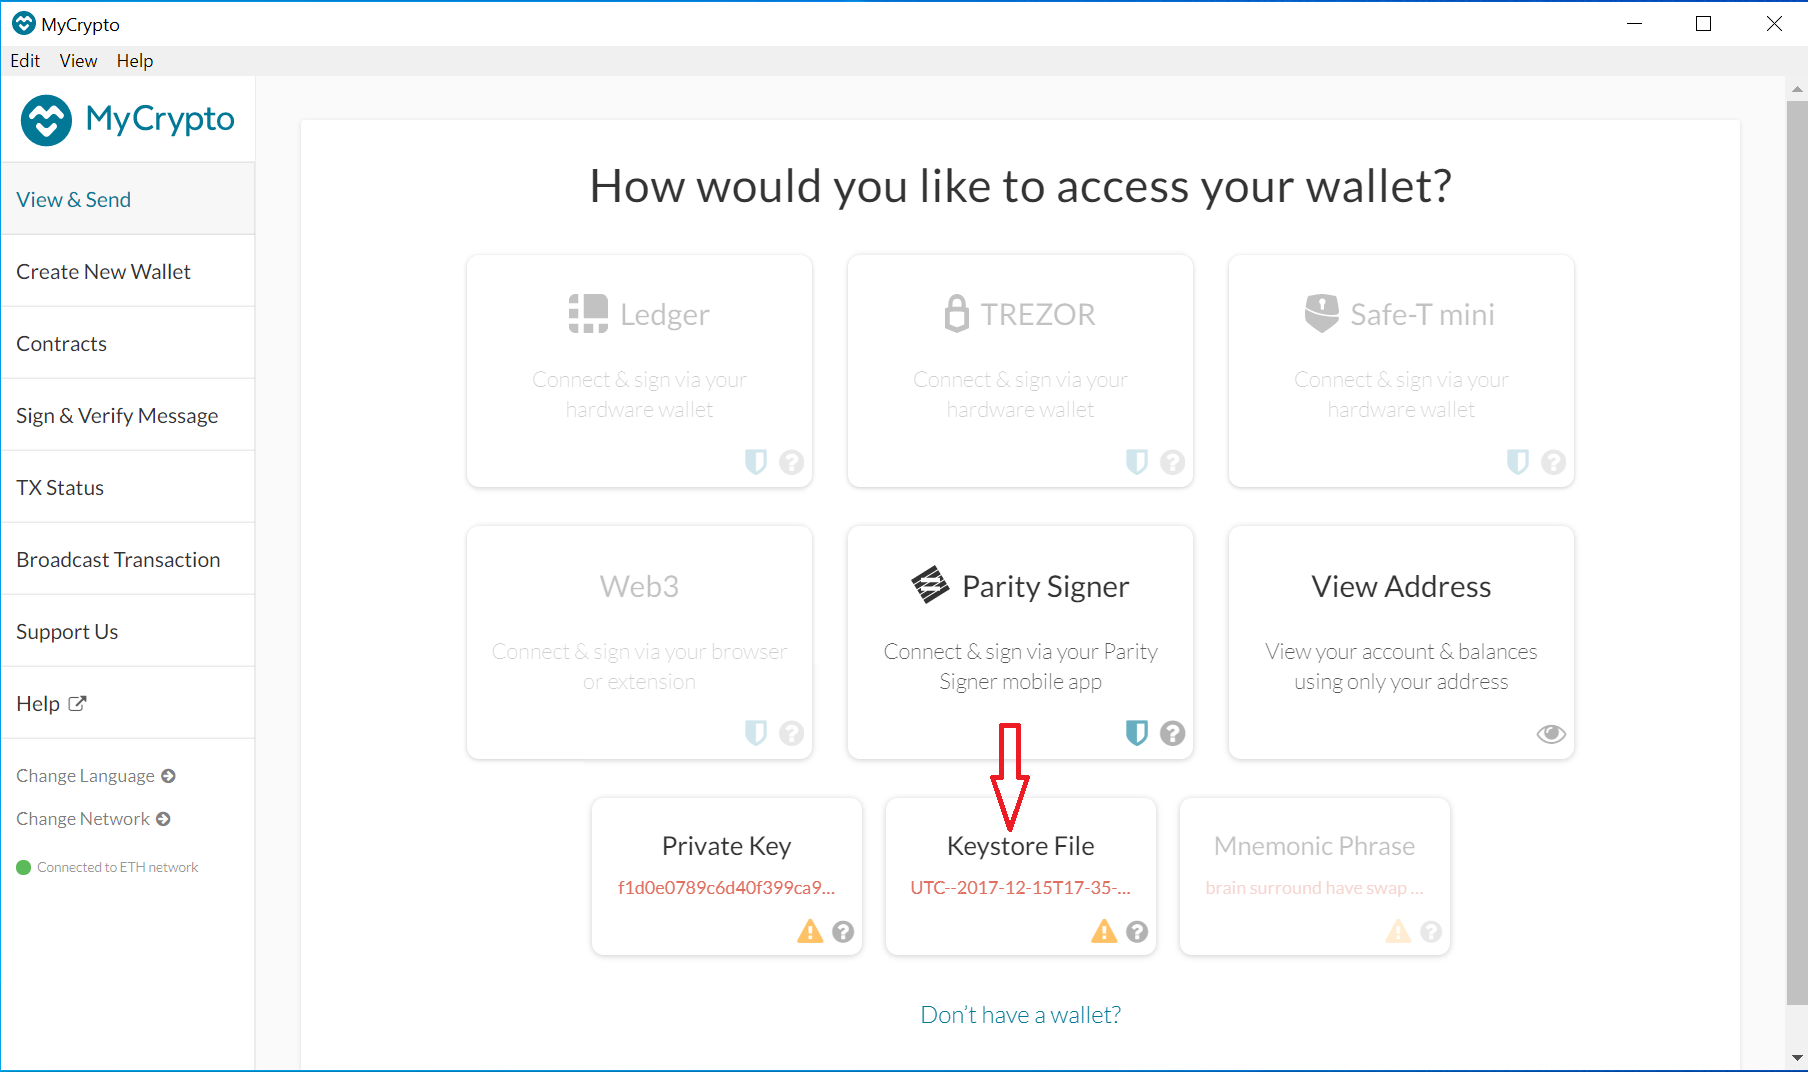 MyCrypto
Edit View Help
MyCrypto
View & Send
Create New Wallet
Contracts
Sign & Verify Message
TX Status
Broadcast Transaction
Support Us
Help
Change Language
Change Network
Connected to ETH network
How would you like to access your wallet?
Ledger
Connect & sign via your
hardware wallet
TREZOR
Connect & sign via your
hardware wallet
Safe-T mini
Connect & sign via your
hardware wallet
Web3
Connect & sign via your browser
or extension
Parity Signer
Connect & sign via your Parity
Signer mobile app
View Address
View your account & balances
using only your address
Private Key
f1d0e0789c6d40f399ca9...
Keystore File
UTC--2017-12-15T17-35-...
Mnemonic Phrase
brain surround have swap ...
Don't have a wallet?